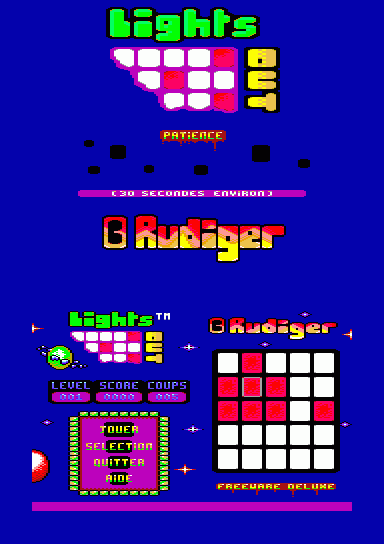 Lights
OUT
PATIENCE
(30 SECONDES ENVIRON)
B Rudiger
Lights™
OUT
B Rudiger
LEVEL SCORE COUPS
001 0000 005
JOUER
SELECTION
QUITTER
AIDE
FREEWARE DELUXE